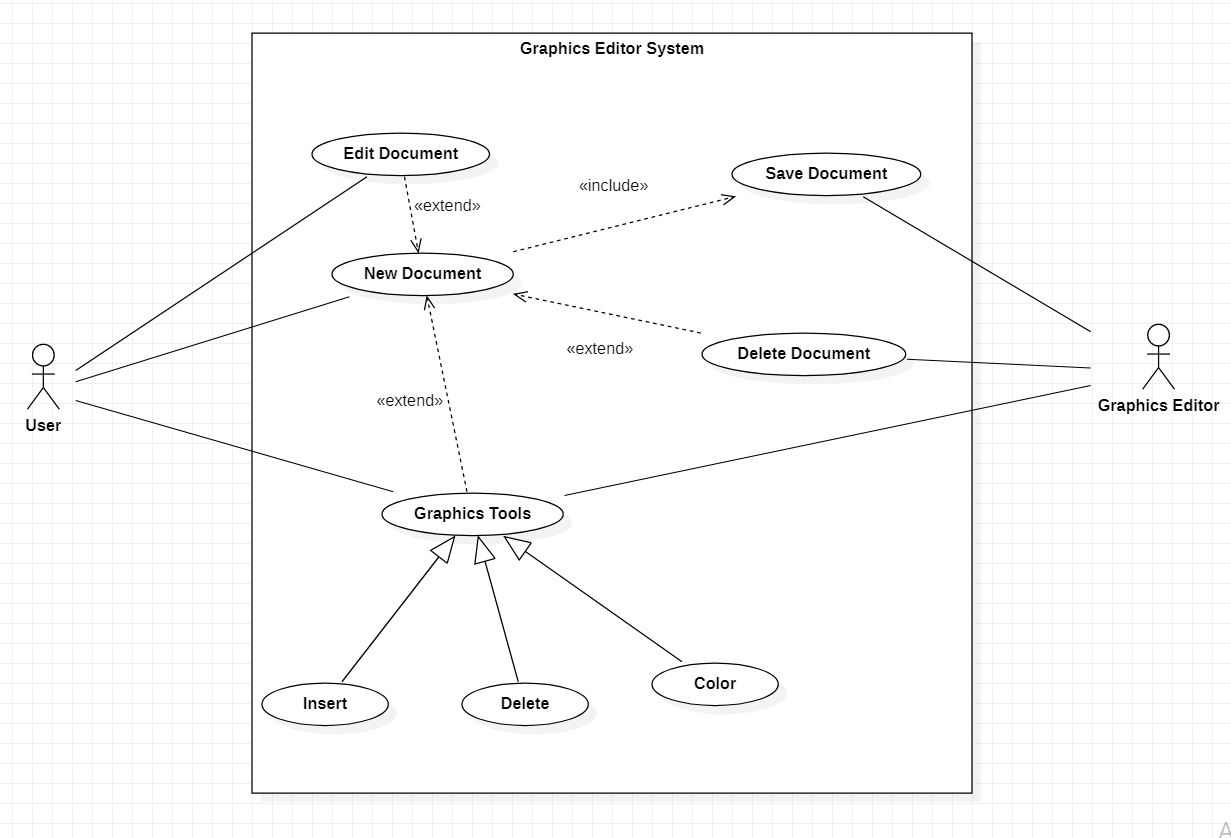 Graphics Editor System
Edit Document
Save Document
«include»
«extend»
New Document
«extend»
Delete Document
«extend»
User
Graphics Editor
Graphics Tools
Insert
Delete
Color